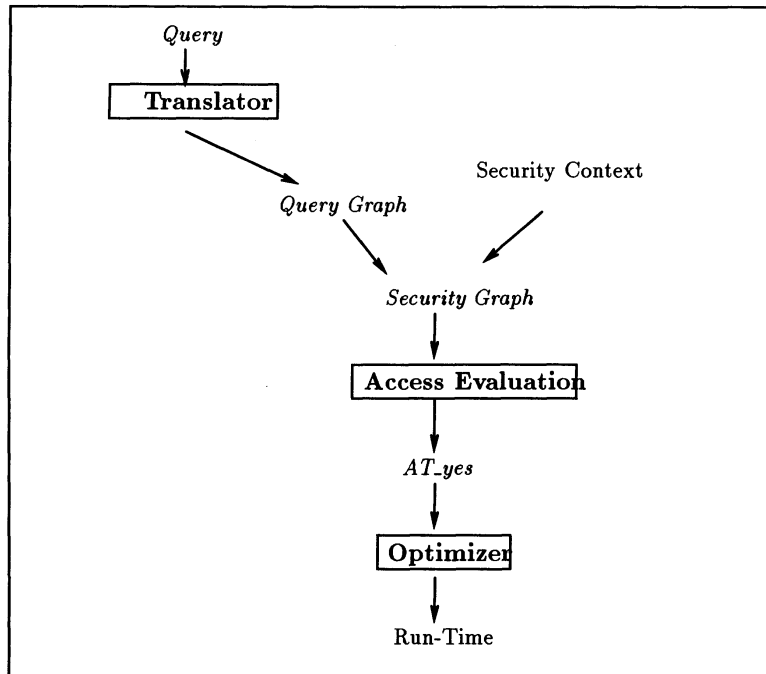 Query
Translator
Security Context
Query Graph
Security Graph
Access Evaluation
AT_yes
Optimizer
Run-Time